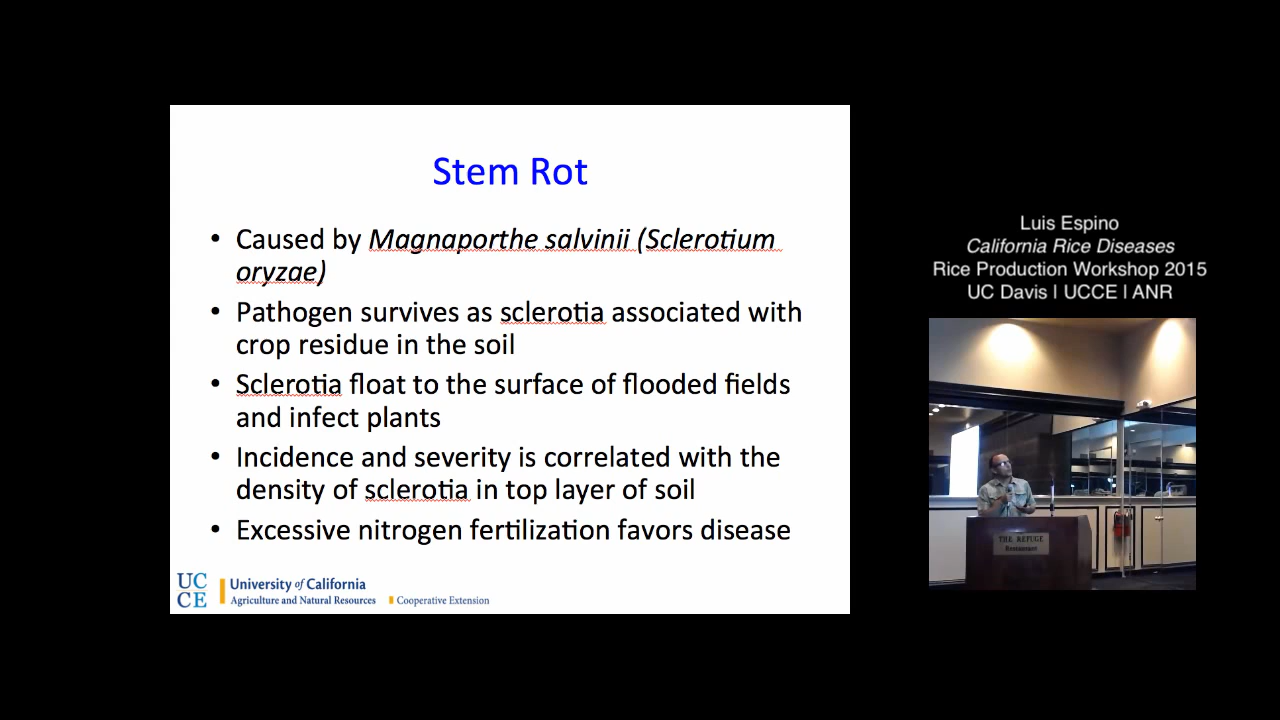 Stem Rot
• Caused by Magnaporthe salvinii (Sclerotium
oryzae)
• Pathogen survives as sclerotia associated with
crop residue in the soil
• Sclerotia float to the surface of flooded fields
and infect plants
• Incidence and severity is correlated with the
density of sclerotia in top layer of soil
• Excessive nitrogen fertilization favors disease
UC
CE
University of California
Agriculture and Natural Resources Cooperative Extension
Luis Espino
California Rice Diseases
Rice Production Workshop 2015
UC Davis | UCCE | ANR
THE REFUGE
Restaurant